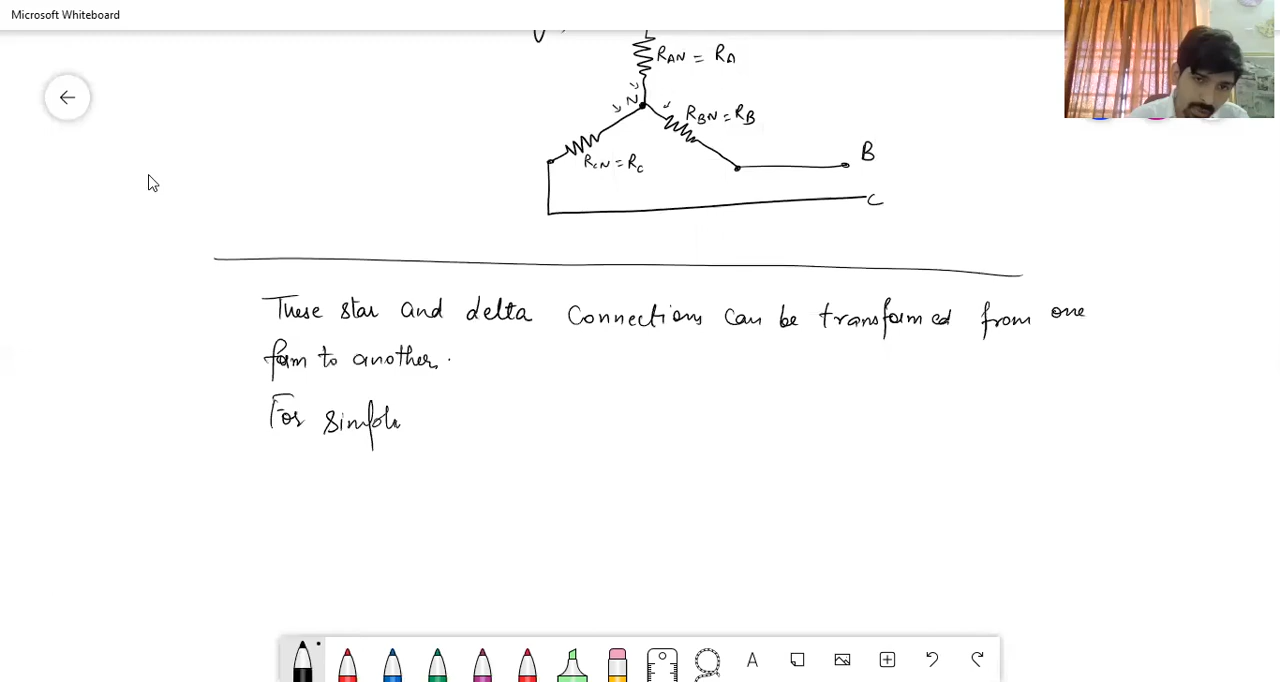 Microsoft Whiteboard
RAN = RA
N
RBN = RB
RCN = RC
B
C
These star and delta connections can be transformed from one
form to another.
For simple
A